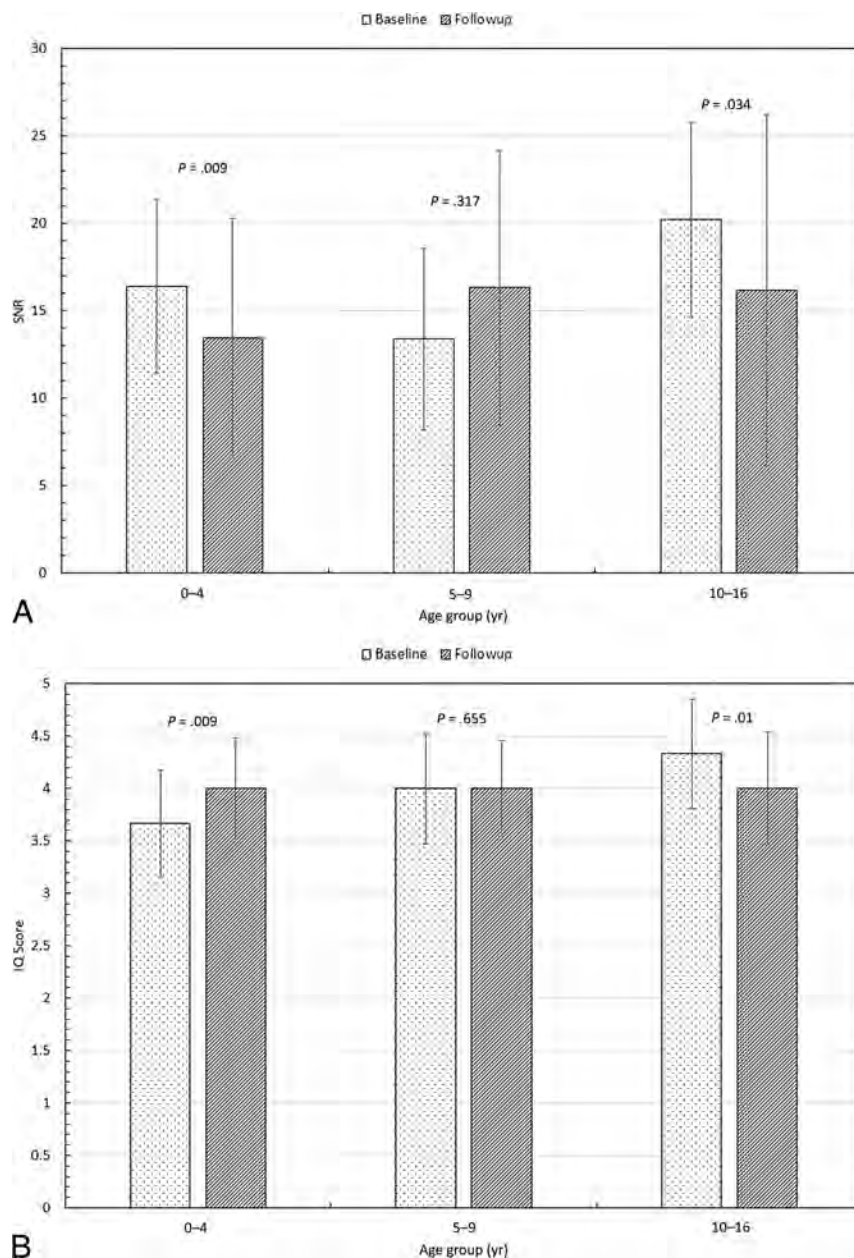 Baseline Followup
30
P = .034
25
P = .009
P = .317
20
SNR
15
10
5
0
0–4 5–9 10–16
Age group (yr)
A
Baseline Followup
5
P = .009 P = .655 P = .01
4.5
4
3.5
3
IQ Score
2.5
2
1.5
1
0.5
0
0–4 5–9 10–16
Age group (yr)
B